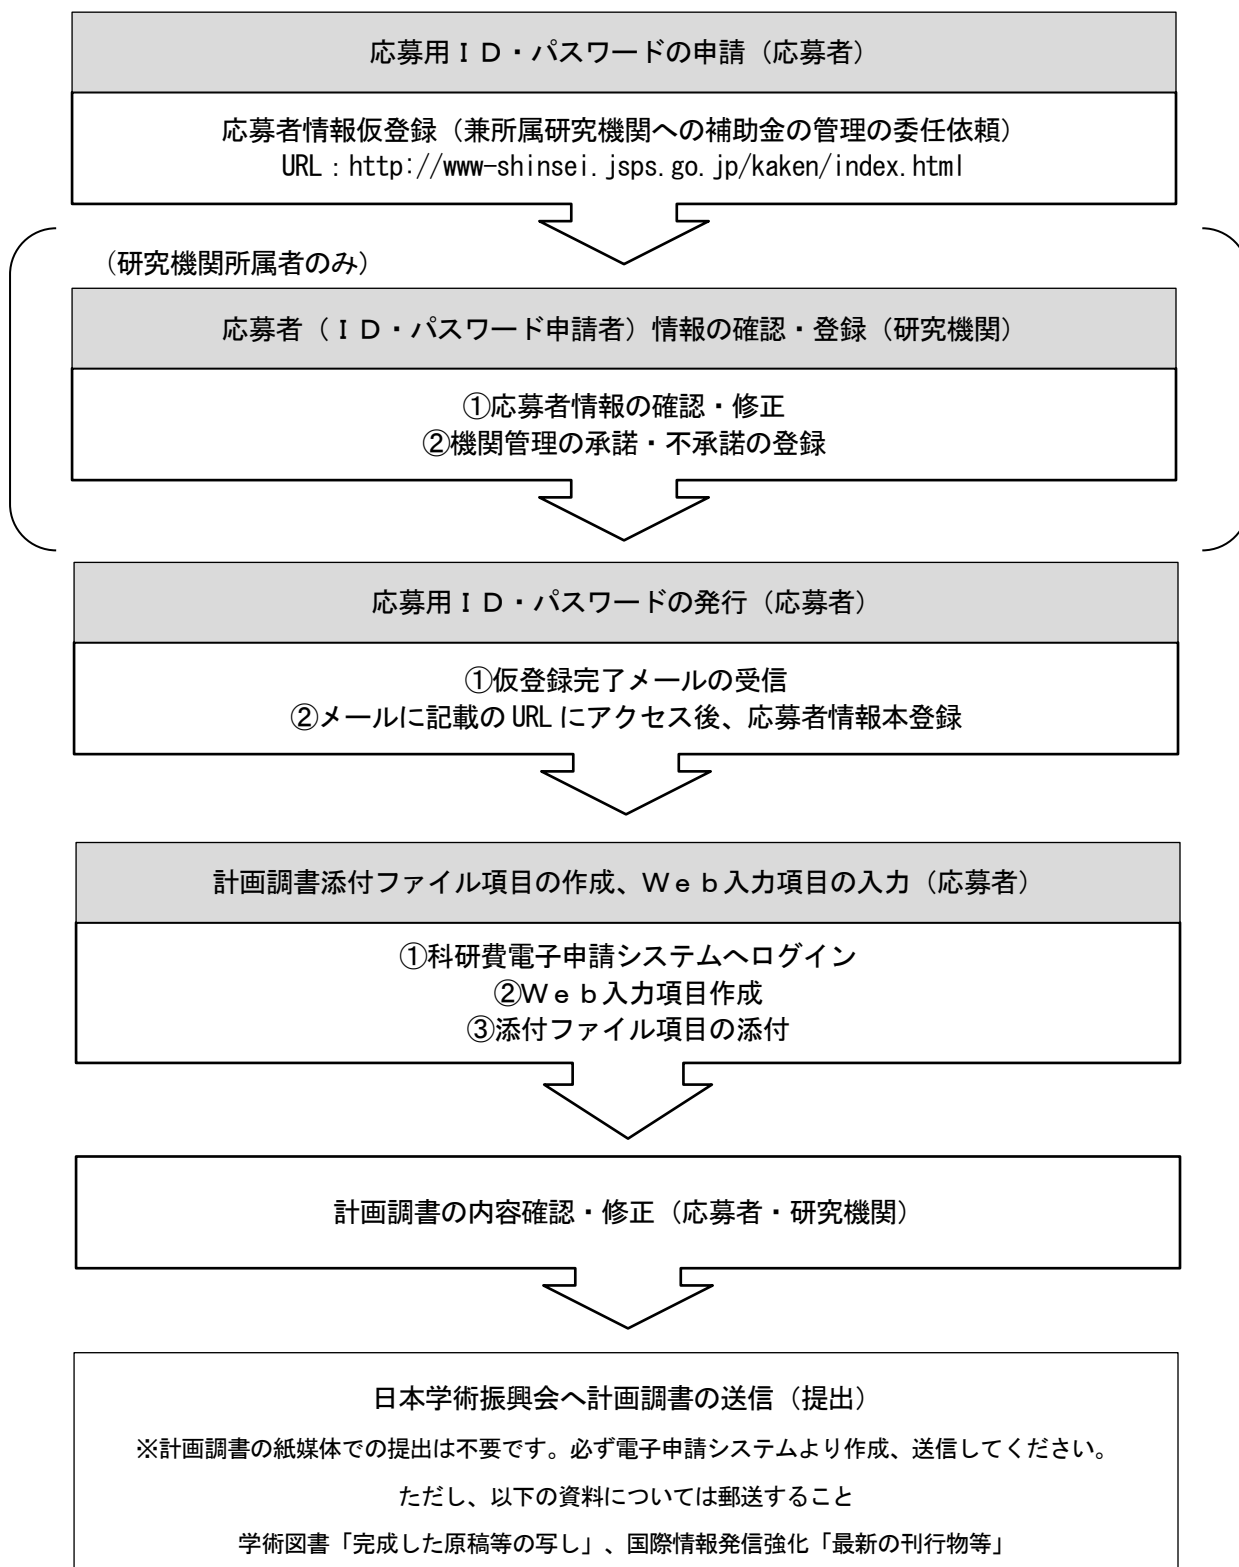 応募用ＩＤ・パスワードの申請（応募者）
応募者情報仮登録（兼所属研究機関への補助金の管理の委任依頼）
URL：http://www-shinsei.jsps.go.jp/kaken/index.html
（研究機関所属者のみ）
応募者（ＩＤ・パスワード申請者）情報の確認・登録（研究機関）
①応募者情報の確認・修正
②機関管理の承諾・不承諾の登録
応募用ＩＤ・パスワードの発行（応募者）
①仮登録完了メールの受信
②メールに記載の URL にアクセス後、応募者情報本登録
計画調書添付ファイル項目の作成、Ｗｅｂ入力項目の入力（応募者）
①科研費電子申請システムへログイン
②Ｗｅｂ入力項目作成
③添付ファイル項目の添付
計画調書の内容確認・修正（応募者・研究機関）
日本学術振興会へ計画調書の送信（提出）
※計画調書の紙媒体での提出は不要です。必ず電子申請システムより作成、送信してください。
ただし、以下の資料については郵送すること
学術図書「完成した原稿等の写し」、国際情報発信強化「最新の刊行物等」